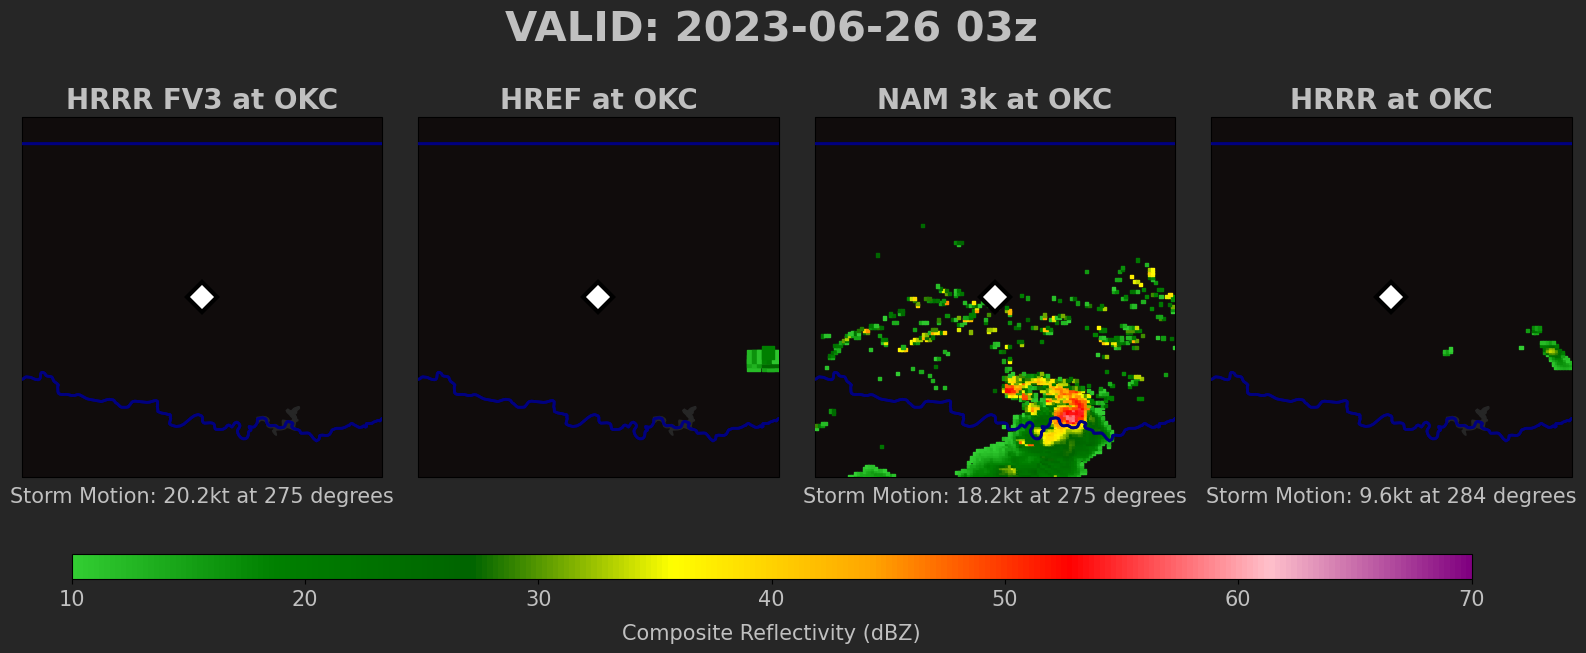 VALID: 2023-06-26 03z
HRRR FV3 at OKC
HREF at OKC
NAM 3k at OKC
HRRR at OKC
Storm Motion: 20.2kt at 275 degrees
Storm Motion: 18.2kt at 275 degrees
Storm Motion: 9.6kt at 284 degrees
10 20 30 40 50 60 70
Composite Reflectivity (dBZ)